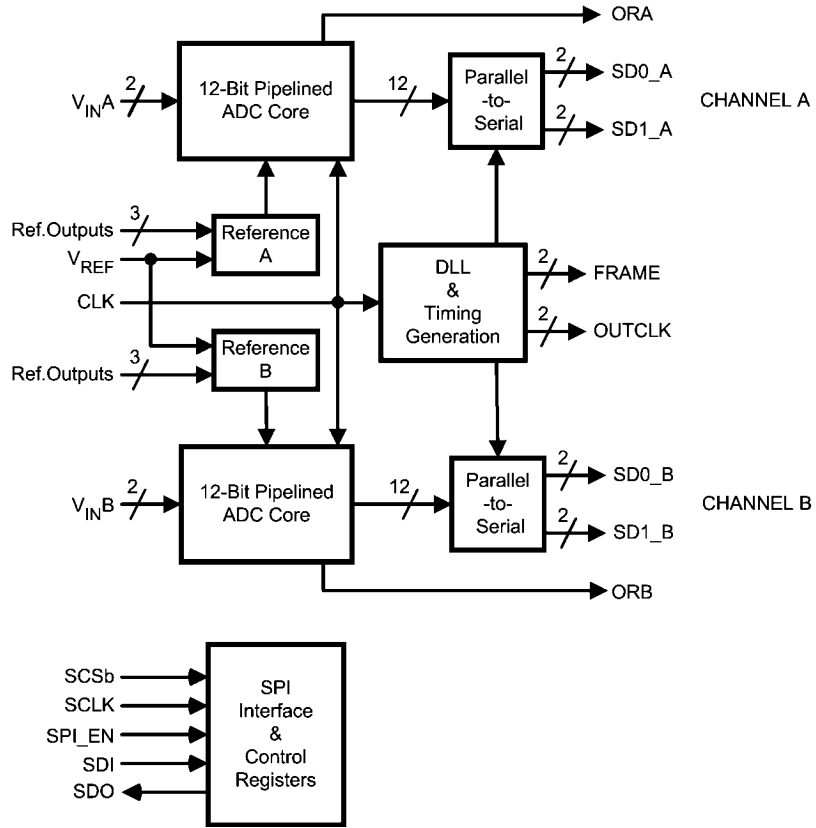 ORA
2
V_IN A
12-Bit Pipelined
ADC Core
12
Parallel
-to-
Serial
2
SD0_A
2
SD1_A
CHANNEL A
Ref.Outputs
3
Reference
A
V_REF
CLK
DLL
&
Timing
Generation
2
FRAME
2
OUTCLK
Reference
B
Ref.Outputs
3
V_IN B
2
12-Bit Pipelined
ADC Core
12
Parallel
-to-
Serial
2
SD0_B
2
SD1_B
CHANNEL B
ORB
SCSb
SCLK
SPI_EN
SDI
SDO
SPI
Interface
&
Control
Registers